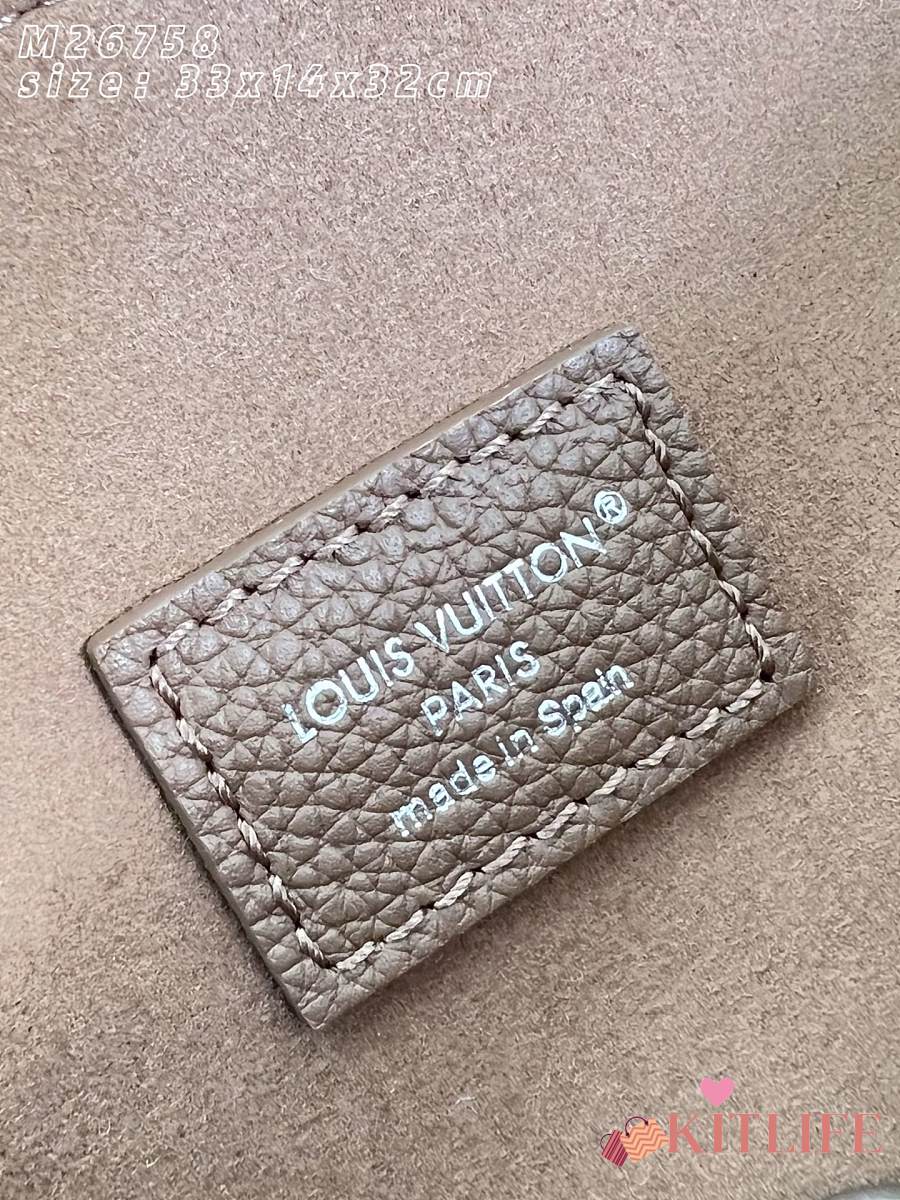 M26758
size: 33x14x32cm
LOUIS VUITTON®
PARIS
made in Spain
KITLIFE